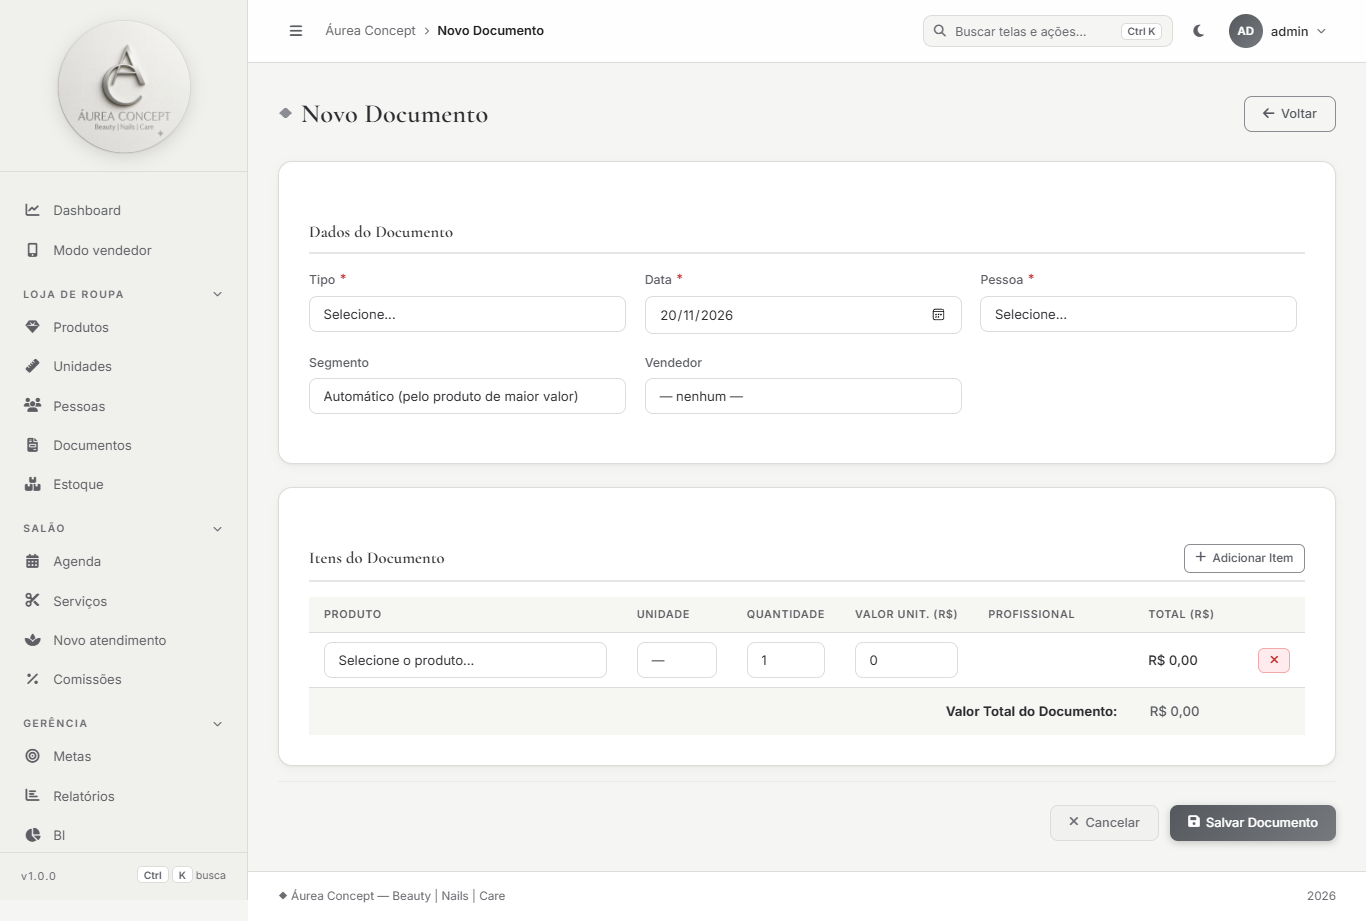 ÁUREA CONCEPT
Beauty | Nails | Care
Dashboard
Modo vendedor
LOJA DE ROUPA
Produtos
Unidades
Pessoas
Documentos
Estoque
SALÃO
Agenda
Serviços
Novo atendimento
Comissões
GERÊNCIA
Metas
Relatórios
BI
v1.0.0 Ctrl K busca
Áurea Concept › Novo Documento
Buscar telas e ações... Ctrl K
AD admin
Novo Documento
Voltar
Dados do Documento
Tipo * Data * Pessoa *
Selecione... 20/11/2026 Selecione...
Segmento Vendedor
Automático (pelo produto de maior valor) — nenhum —
Itens do Documento
Adicionar Item
PRODUTO UNIDADE QUANTIDADE VALOR UNIT. (R$) PROFISSIONAL TOTAL (R$)
Selecione o produto... — 1 0 R$ 0,00
Valor Total do Documento: R$ 0,00
Cancelar
Salvar Documento
Áurea Concept — Beauty | Nails | Care
2026